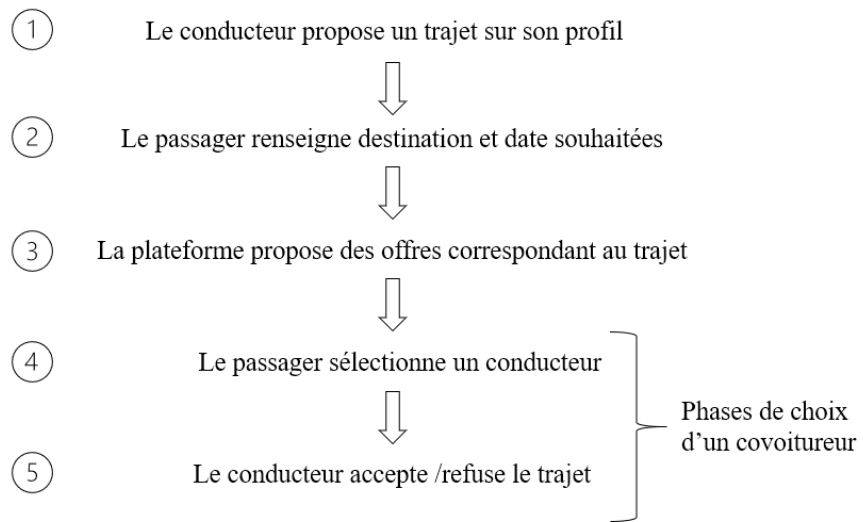 1 Le conducteur propose un trajet sur son profil
2 Le passager renseigne destination et date souhaitées
3 La plateforme propose des offres correspondant au trajet
4 Le passager sélectionne un conducteur
5 Le conducteur accepte /refuse le trajet
Phases de choix
d’un covoitureur